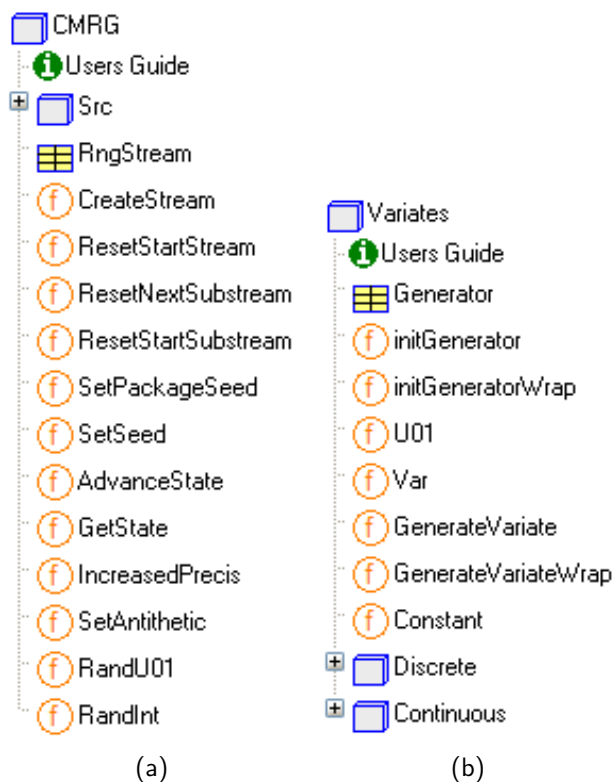 CMRG
Users Guide
Src
RngStream
CreateStream
ResetStartStream
ResetNextSubstream
ResetStartSubstream
SetPackageSeed
SetSeed
AdvanceState
GetState
IncreasedPrecis
SetAntithetic
RandU01
RandInt
(a)
Variates
Users Guide
Generator
initGenerator
initGeneratorWrap
U01
Var
GenerateVariate
GenerateVariateWrap
Constant
Discrete
Continuous
(b)